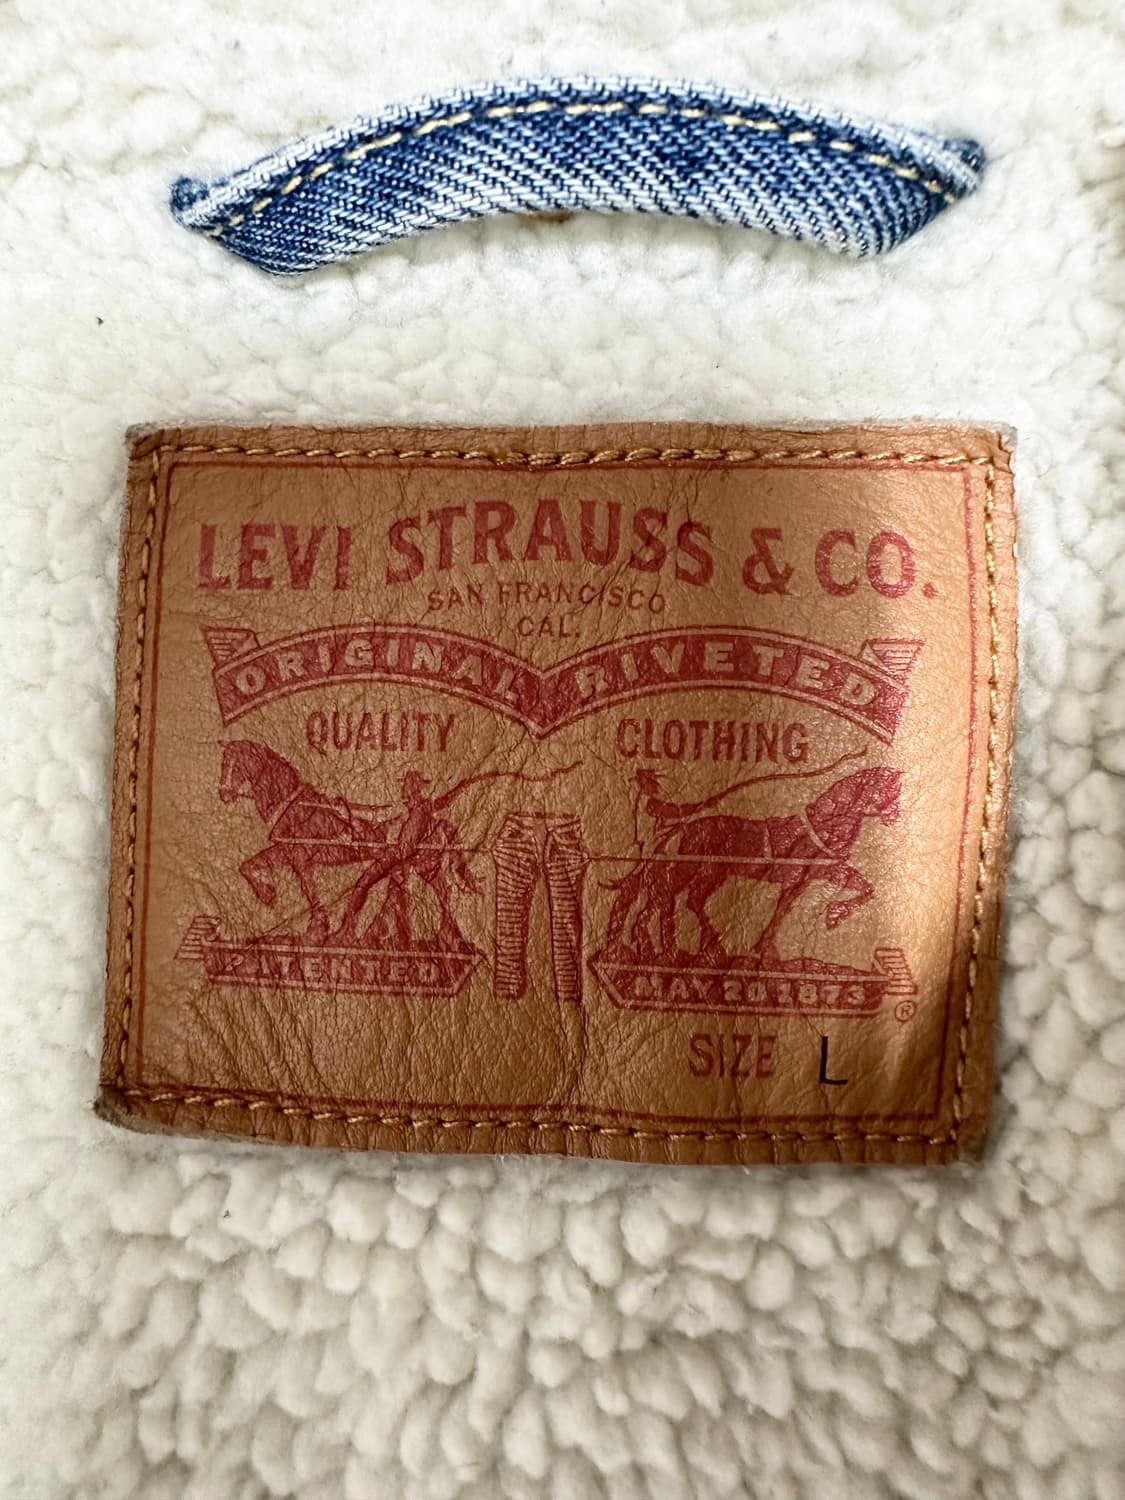 LEVI STRAUSS & CO.
SAN FRANCISCO
CAL.
ORIGINAL RIVETED
QUALITY CLOTHING
PATENTED MAY 20 1873
®
SIZE L